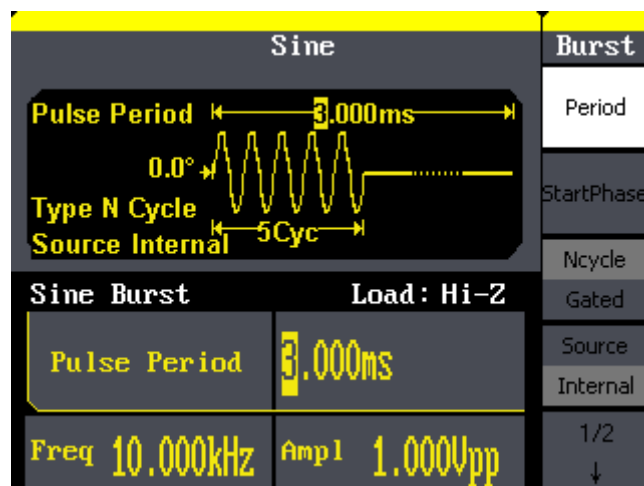 Sine
Burst
Pulse Period
3.000ms
Period
0.0°
StartPhase
Type N Cycle
Source Internal
5Cyc
Ncycle
Gated
Sine Burst
Load: Hi-Z
Source
Internal
Pulse Period
3.000ms
1/2
Freq 10.000kHz
Ampl 1.000Vpp